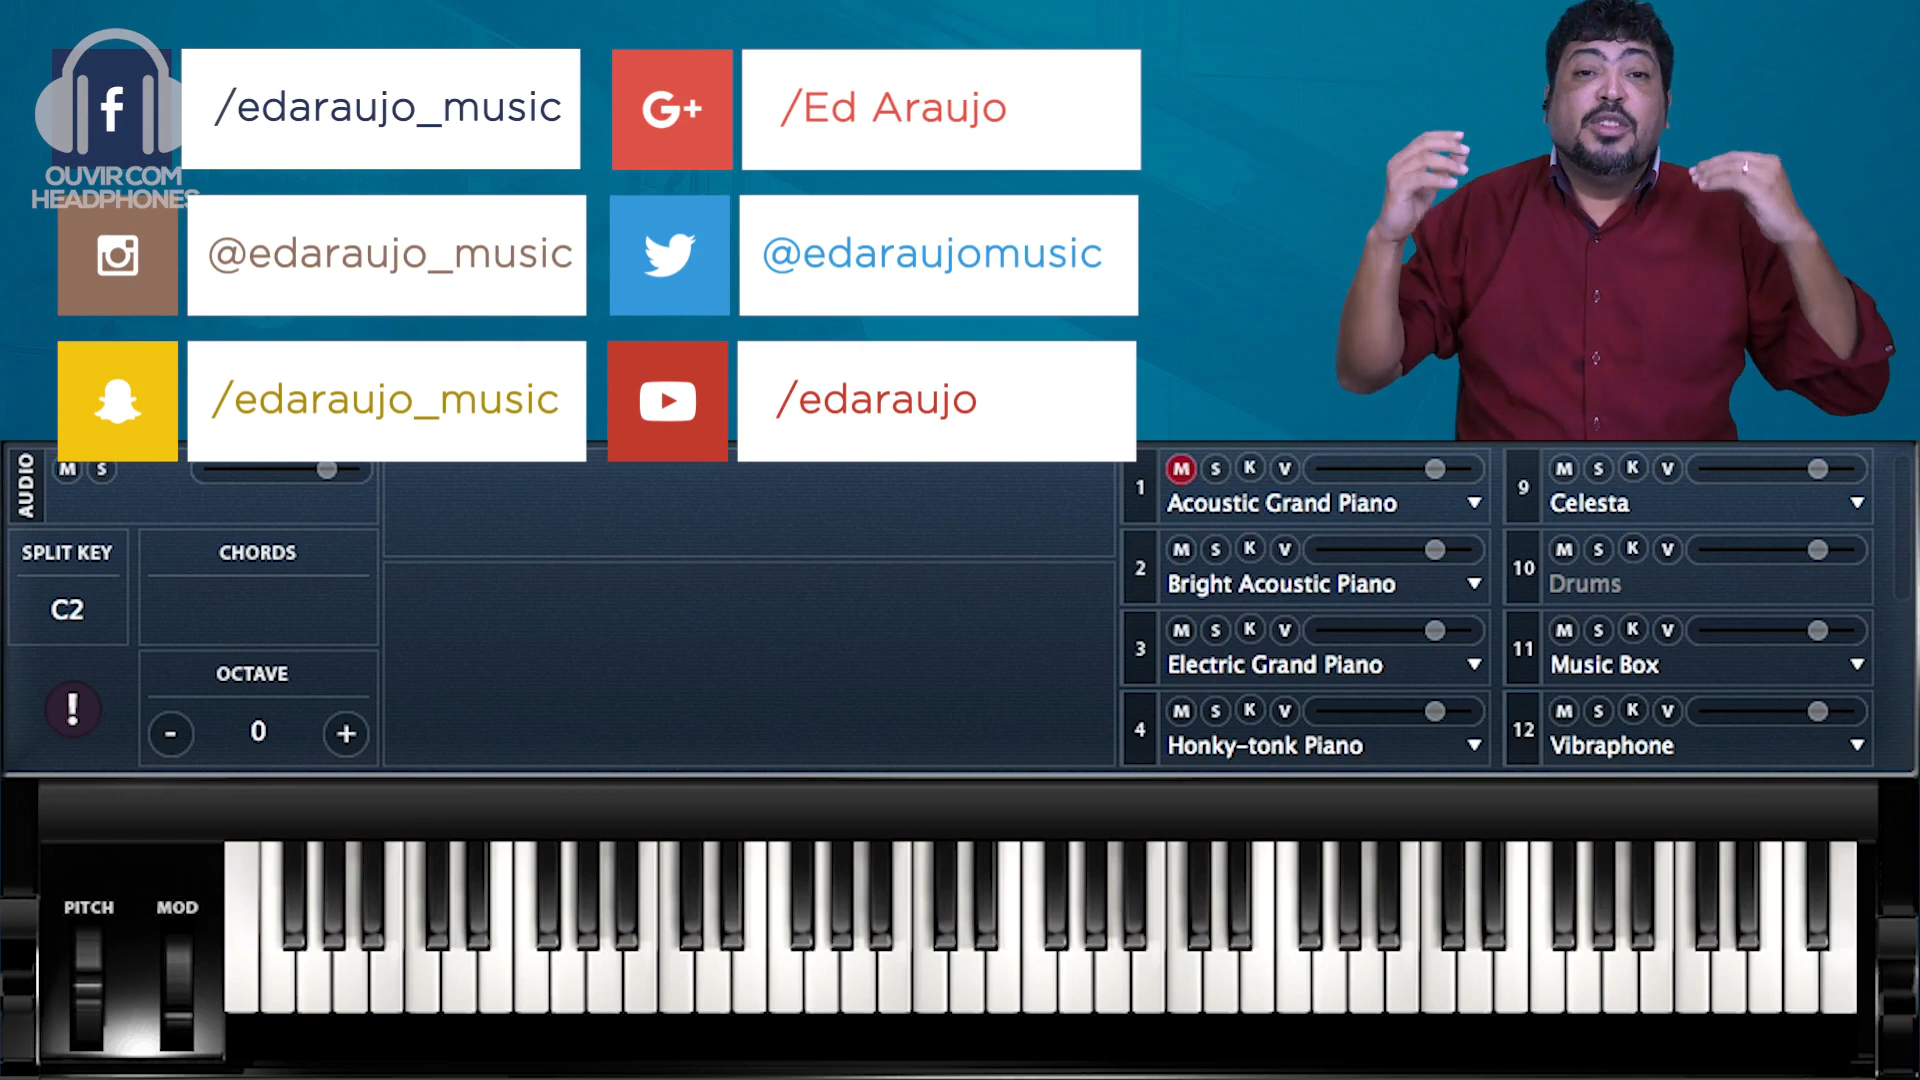 f
/edaraujo_music
G+
/Ed Araujo
OUVIR COM
HEADPHONES
@edaraujo_music
@edaraujomusic
/edaraujo_music
/edaraujo
AUDIO
M S
SPLIT KEY
C2
CHORDS
OCTAVE
!
- 0 +
1
M S K V
Acoustic Grand Piano
2
M S K V
Bright Acoustic Piano
3
M S K V
Electric Grand Piano
4
M S K V
Honky-tonk Piano
9
M S K V
Celesta
10
M S K V
Drums
11
M S K V
Music Box
12
M S K V
Vibraphone
PITCH MOD